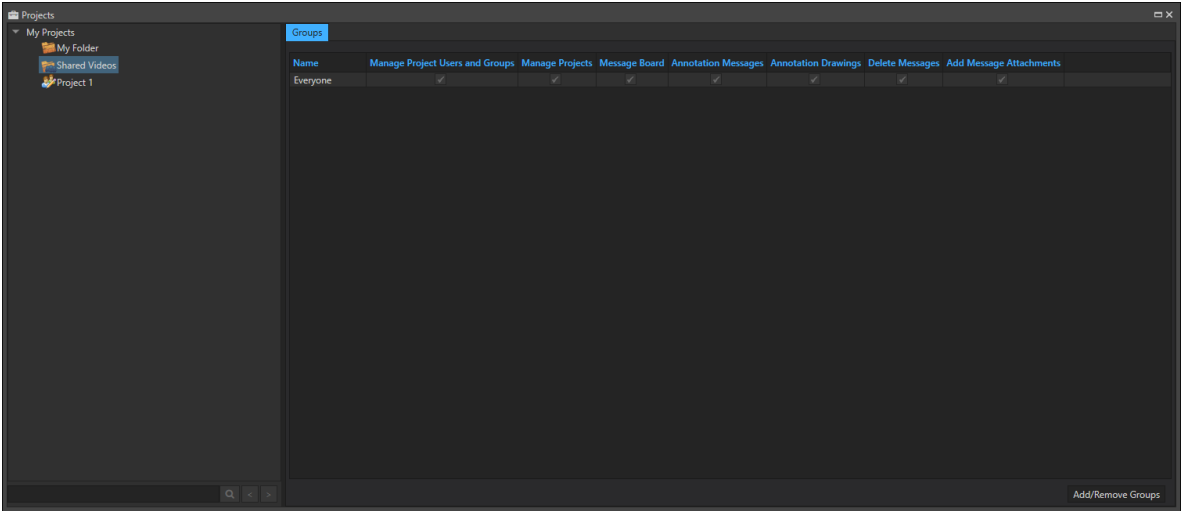 Projects
My Projects
My Folder
Shared Videos
Project 1
Groups
Name Manage Project Users and Groups Manage Projects Message Board Annotation Messages Annotation Drawings Delete Messages Add Message Attachments
Everyone
< >
Add/Remove Groups